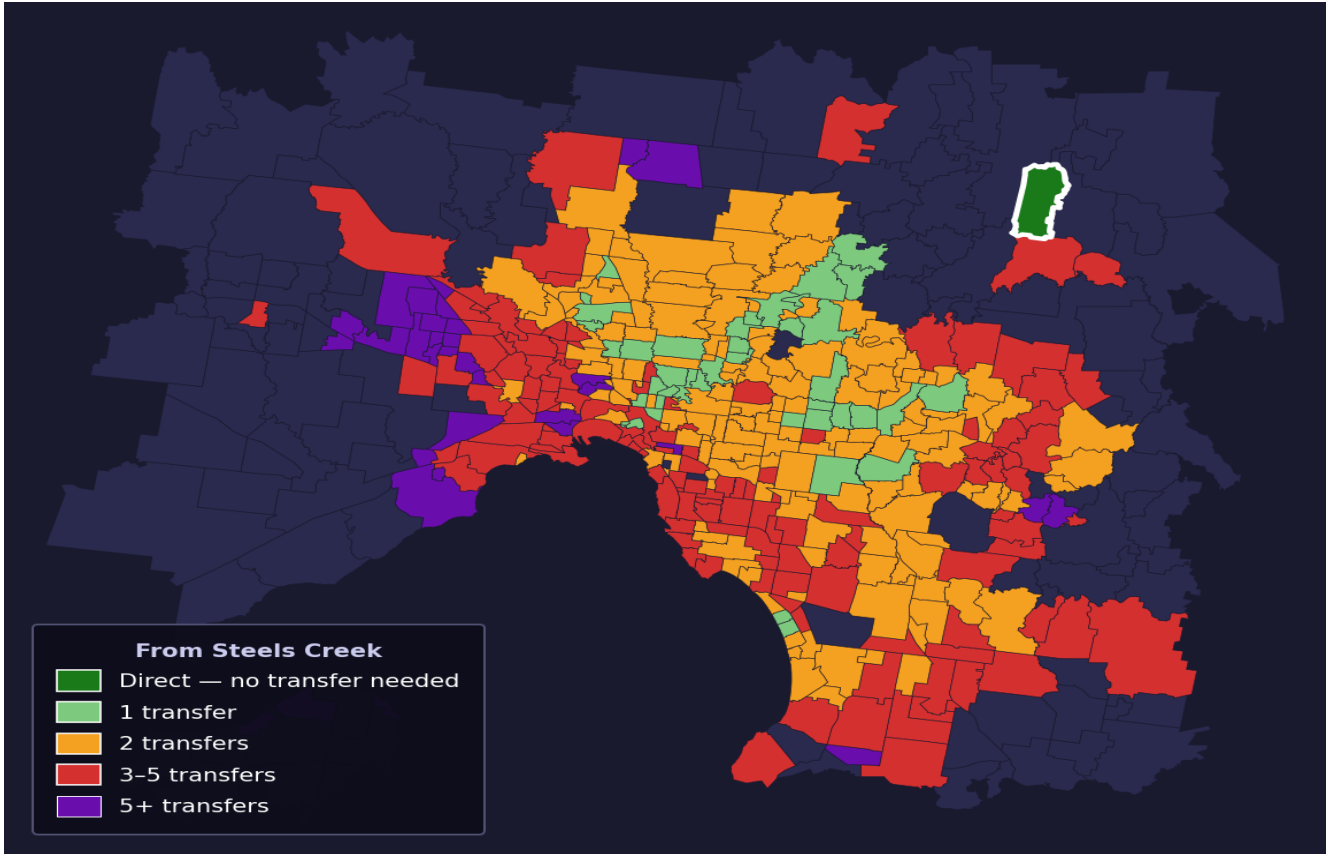 From Steels Creek
Direct — no transfer needed
1 transfer
2 transfers
3–5 transfers
5+ transfers